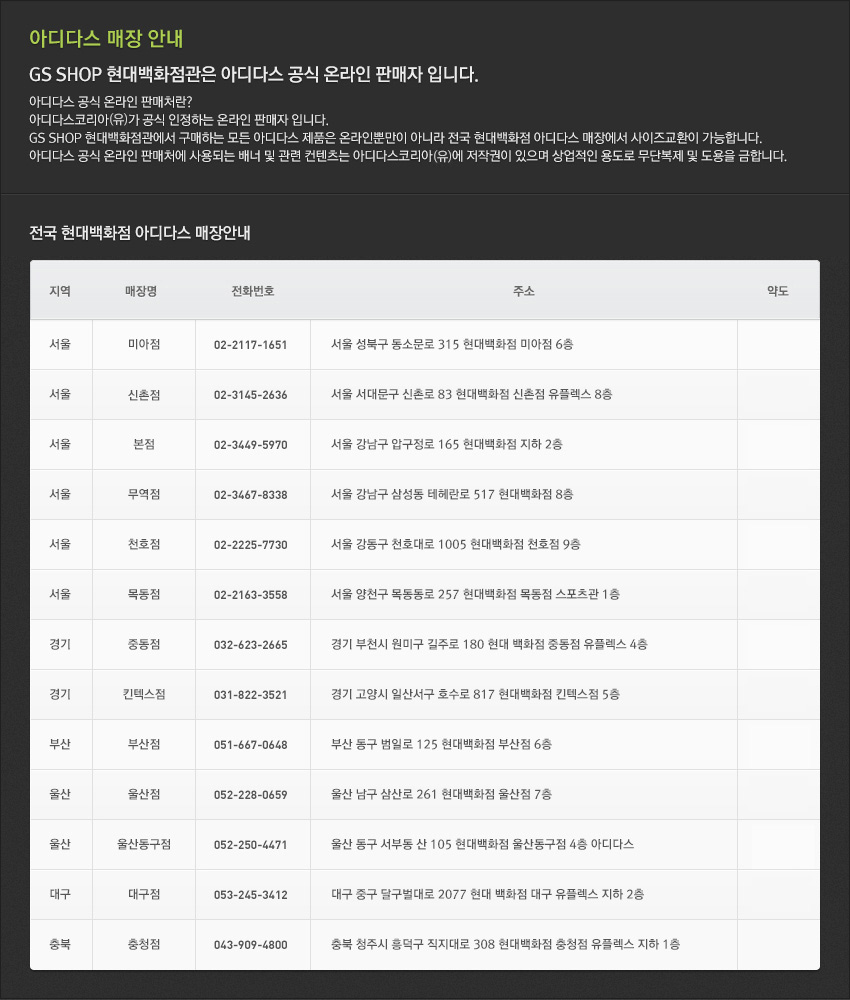 아디다스 매장 안내
GS SHOP 현대백화점관은 아디다스 공식 온라인 판매자 입니다.
아디다스 공식 온라인 판매처란?
아디다스코리아(유)가 공식 인정하는 온라인 판매자 입니다.
GS SHOP 현대백화점관에서 구매하는 모든 아디다스 제품은 온라인뿐만이 아니라 전국 현대백화점 아디다스 매장에서 사이즈교환이 가능합니다.
아디다스 공식 온라인 판매처에 사용되는 배너 및 관련 컨텐츠는 아디다스코리아(유)에 저작권이 있으며 상업적인 용도로 무단복제 및 도용을 금합니다.
전국 현대백화점 아디다스 매장안내
지역 매장명 전화번호 주소 약도
서울 미아점 02-2117-1651 서울 성북구 동소문로 315 현대백화점 미아점 6층
서울 신촌점 02-3145-2636 서울 서대문구 신촌로 83 현대백화점 신촌점 유플렉스 8층
서울 본점 02-3449-5970 서울 강남구 압구정로 165 현대백화점 지하 2층
서울 무역점 02-3467-8338 서울 강남구 삼성동 테헤란로 517 현대백화점 8층
서울 천호점 02-2225-7730 서울 강동구 천호대로 1005 현대백화점 천호점 9층
서울 목동점 02-2163-3558 서울 양천구 목동동로 257 현대백화점 목동점 스포츠관 1층
경기 중동점 032-623-2665 경기 부천시 원미구 길주로 180 현대 백화점 중동점 유플렉스 4층
경기 킨텍스점 031-822-3521 경기 고양시 일산서구 호수로 817 현대백화점 킨텍스점 5층
부산 부산점 051-667-0648 부산 동구 범일로 125 현대백화점 부산점 6층
울산 울산점 052-228-0659 울산 남구 삼산로 261 현대백화점 울산점 7층
울산 울산동구점 052-250-4471 울산 동구 서부동 산 105 현대백화점 울산동구점 4층 아디다스
대구 대구점 053-245-3412 대구 중구 달구벌대로 2077 현대 백화점 대구 유플렉스 지하 2층
충북 충청점 043-909-4800 충북 청주시 흥덕구 직지대로 308 현대백화점 충청점 유플렉스 지하 1층